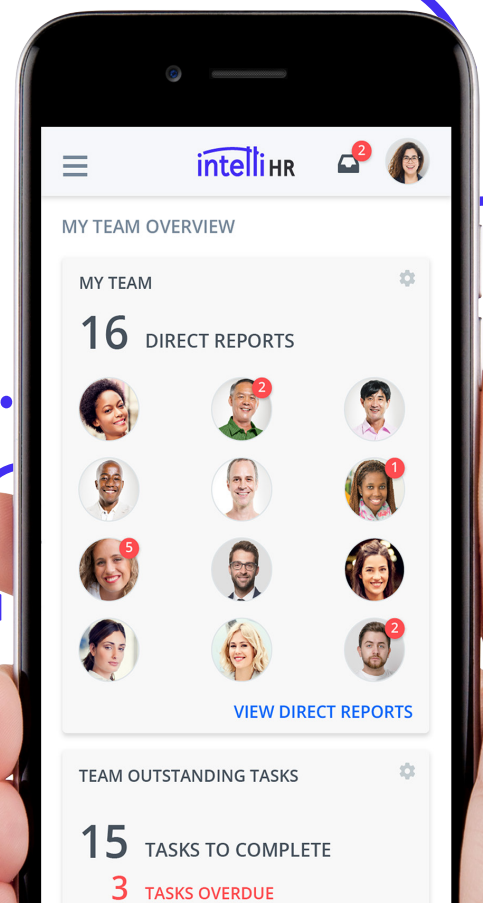 2
intelliHR
MY TEAM OVERVIEW
MY TEAM
16 DIRECT REPORTS
2
1
5
2
VIEW DIRECT REPORTS
TEAM OUTSTANDING TASKS
15 TASKS TO COMPLETE
3 TASKS OVERDUE